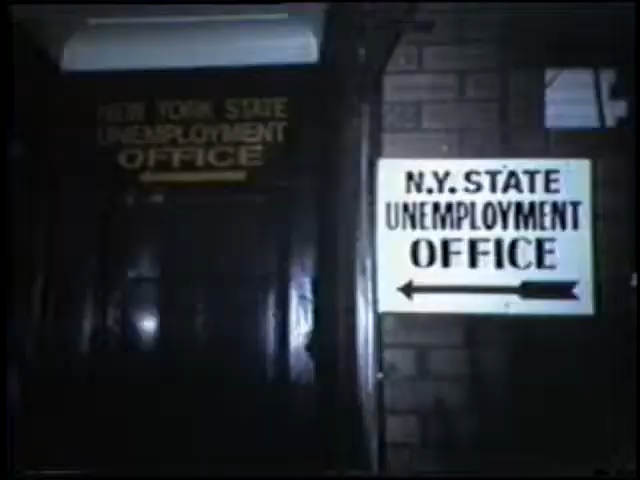 NEW YORK STATE
UNEMPLOYMENT
OFFICE
N.Y. STATE
UNEMPLOYMENT
OFFICE